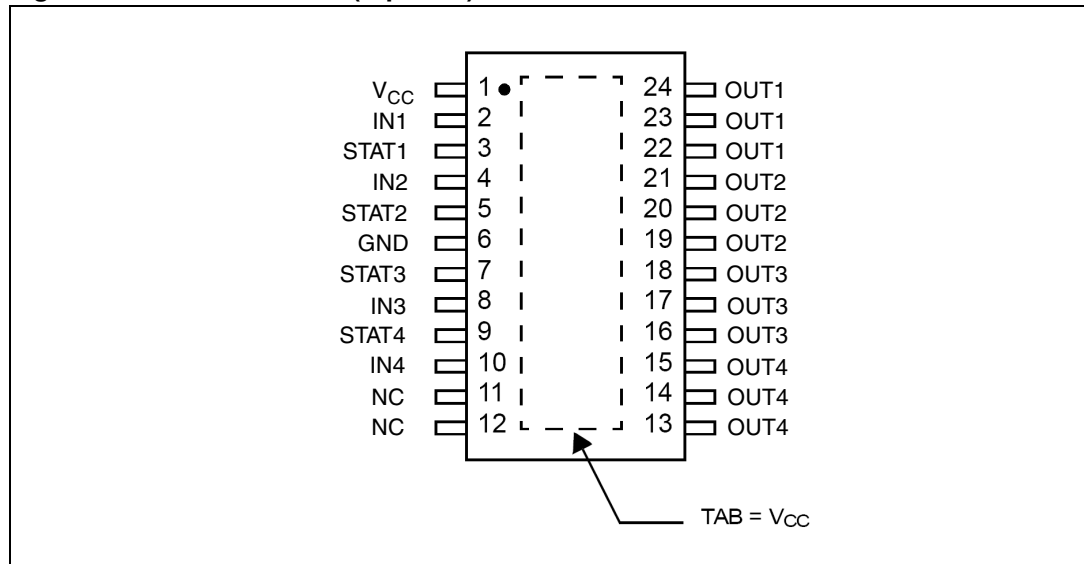 V_CC 1 24 OUT1
IN1 2 23 OUT1
STAT1 3 22 OUT1
IN2 4 21 OUT2
STAT2 5 20 OUT2
GND 6 19 OUT2
STAT3 7 18 OUT3
IN3 8 17 OUT3
STAT4 9 16 OUT3
IN4 10 15 OUT4
NC 11 14 OUT4
NC 12 13 OUT4
TAB = V_CC